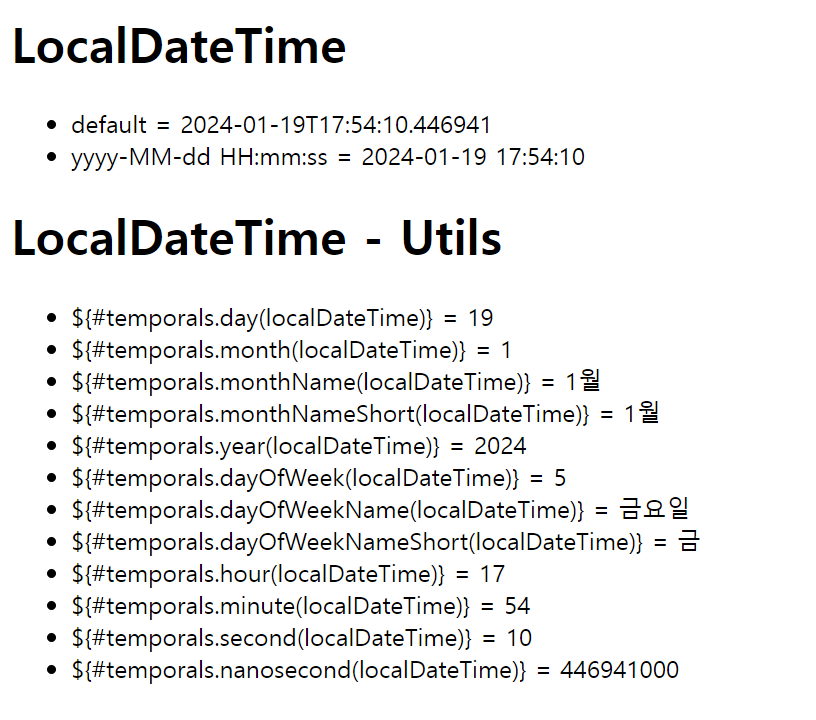 LocalDateTime
• default = 2024-01-19T17:54:10.446941
• yyyy-MM-dd HH:mm:ss = 2024-01-19 17:54:10
LocalDateTime - Utils
• ${#temporals.day(localDateTime)} = 19
• ${#temporals.month(localDateTime)} = 1
• ${#temporals.monthName(localDateTime)} = 1월
• ${#temporals.monthNameShort(localDateTime)} = 1월
• ${#temporals.year(localDateTime)} = 2024
• ${#temporals.dayOfWeek(localDateTime)} = 5
• ${#temporals.dayOfWeekName(localDateTime)} = 금요일
• ${#temporals.dayOfWeekNameShort(localDateTime)} = 금
• ${#temporals.hour(localDateTime)} = 17
• ${#temporals.minute(localDateTime)} = 54
• ${#temporals.second(localDateTime)} = 10
• ${#temporals.nanosecond(localDateTime)} = 446941000